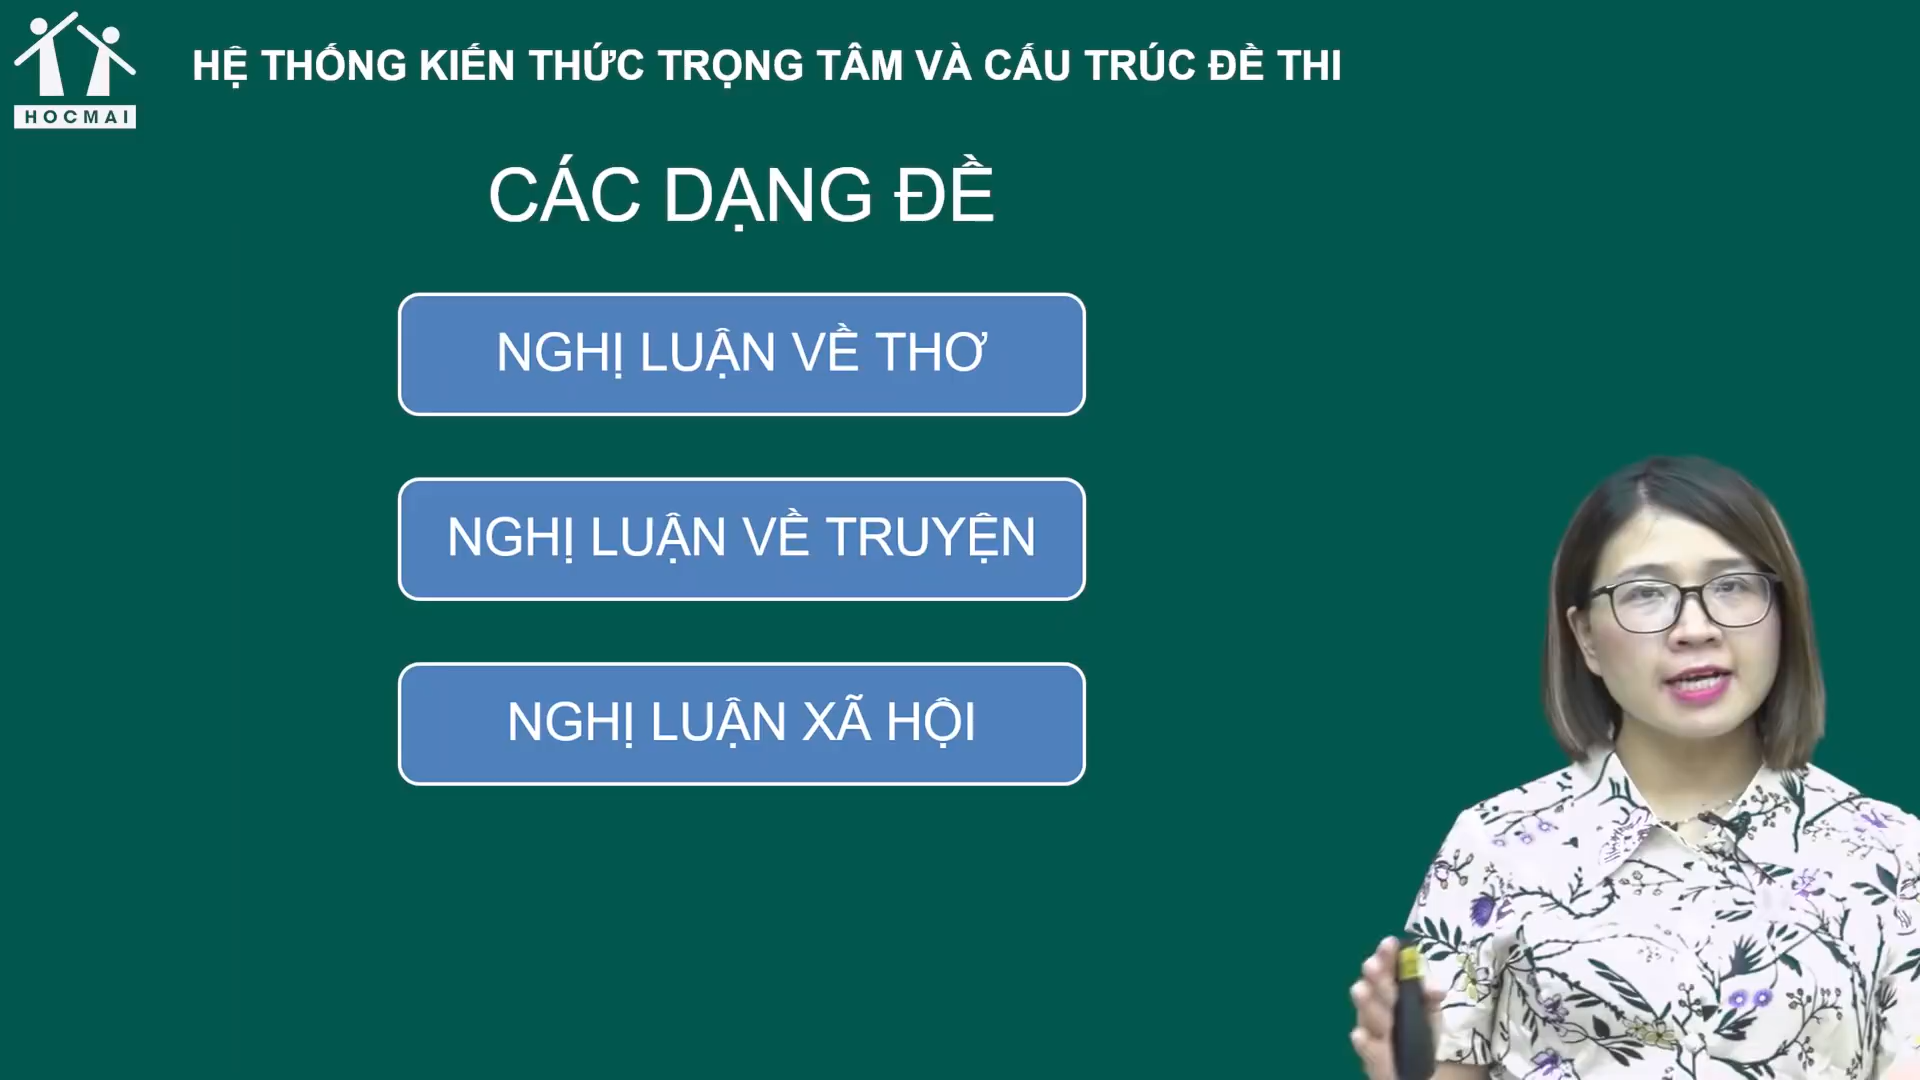 HOCMAI
HỆ THỐNG KIẾN THỨC TRỌNG TÂM VÀ CẤU TRÚC ĐỀ THI
CÁC DẠNG ĐỀ
NGHỊ LUẬN VỀ THƠ
NGHỊ LUẬN VỀ TRUYỆN
NGHỊ LUẬN XÃ HỘI